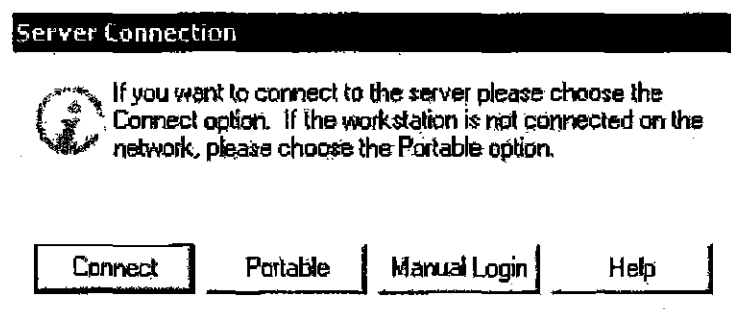 Server Connection
If you want to connect to the server please choose the
Connect option. If the workstation is not connected on the
network, please choose the Portable option.
Connect Portable Manual Login Help